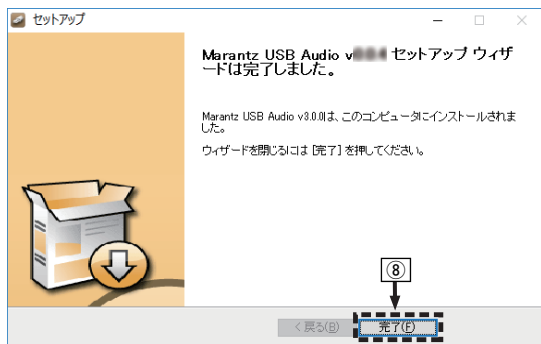 セットアップ
Marantz USB Audio v セットアップ ウィザ
ードは完了しました。
Marantz USB Audio v3.0.0は、このコンピュータにインストールされま
した。
ウィザードを閉じるには [完了] を押してください。
⑧
< 戻る(B)
完了(F)